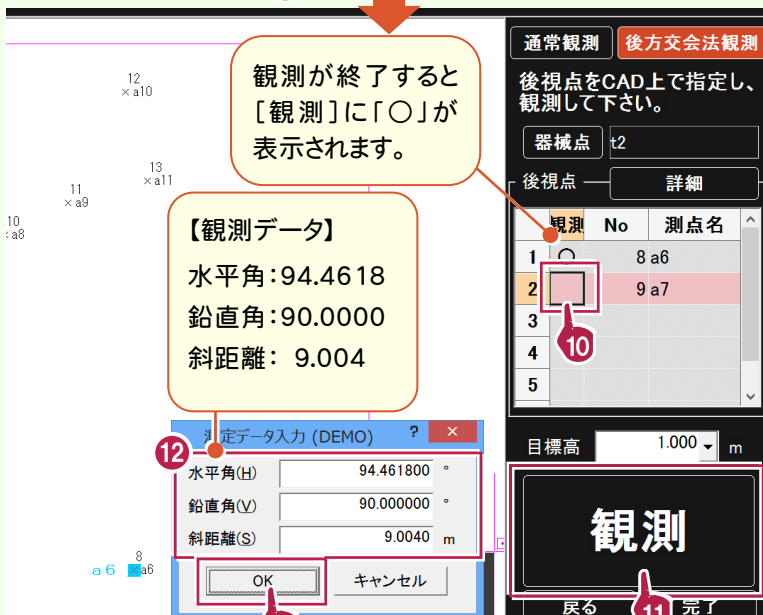 12
×a10
13
×a11
11
×a9
10
×a8
観測が終了すると
[観測]に「○」が
表示されます。
【観測データ】
水平角：94.4618
鉛直角：90.0000
斜距離： 9.004
通常観測 後方交会法観測
後視点をCAD上で指定し、
観測して下さい。
器械点 t2
後視点 詳細
観測 No 測点名
1 ○ 8 a6
2 9 a7
3
4
5
10
目標高 1.000 m
観測
11
戻る 完了
12
測定データ入力 (DEMO) ? ×
水平角(H) 94.461800 °
鉛直角(V) 90.000000 °
斜距離(S) 9.0040 m
OK キャンセル
8
a6 ×a6